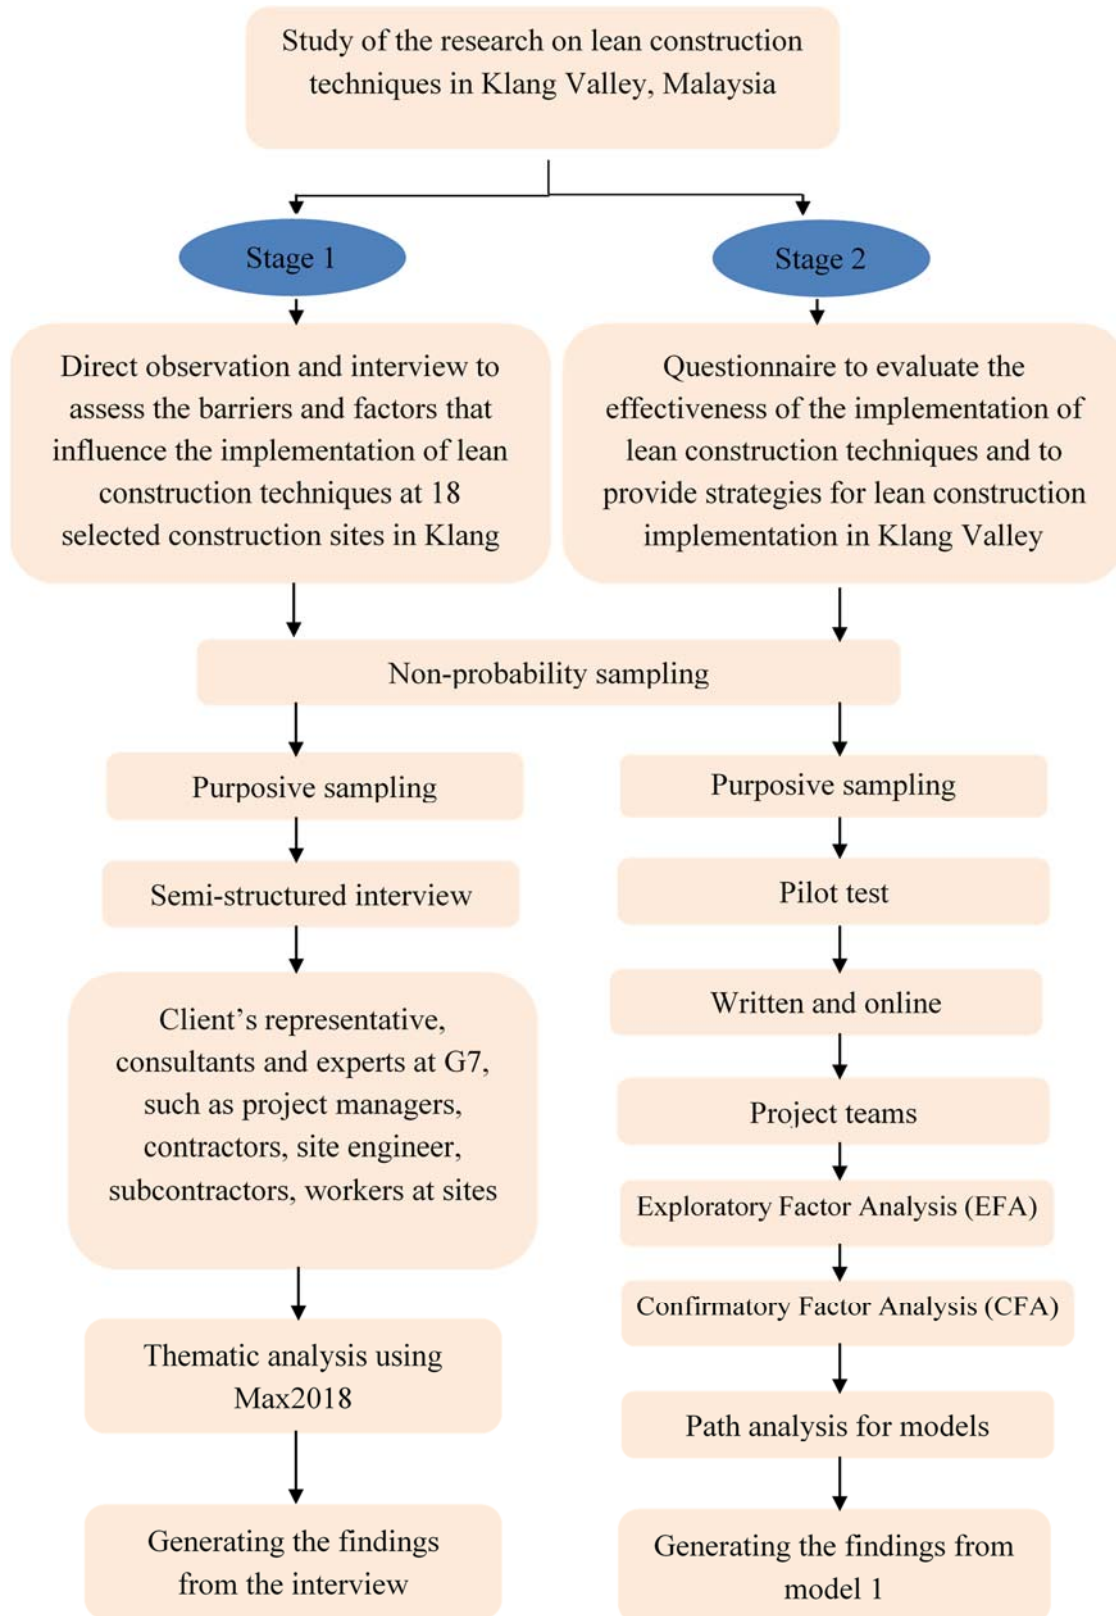 Study of the research on lean construction
techniques in Klang Valley, Malaysia
Stage 1
Stage 2
Direct observation and interview to
assess the barriers and factors that
influence the implementation of lean
construction techniques at 18
selected construction sites in Klang
Questionnaire to evaluate the
effectiveness of the implementation of
lean construction techniques and to
provide strategies for lean construction
implementation in Klang Valley
Non-probability sampling
Purposive sampling
Semi-structured interview
Client’s representative,
consultants and experts at G7,
such as project managers,
contractors, site engineer,
subcontractors, workers at sites
Thematic analysis using
Max2018
Generating the findings
from the interview
Purposive sampling
Pilot test
Written and online
Project teams
Exploratory Factor Analysis (EFA)
Confirmatory Factor Analysis (CFA)
Path analysis for models
Generating the findings from
model 1